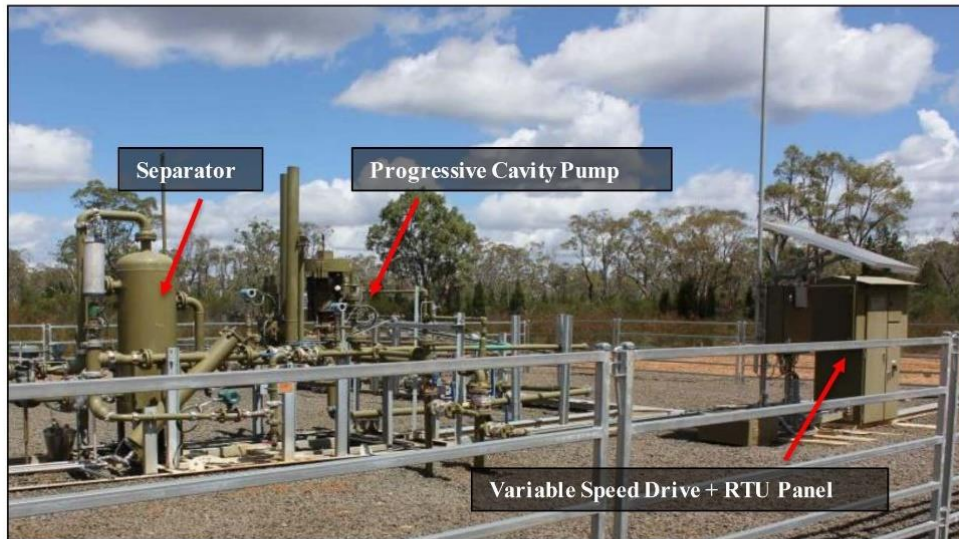 Separator
Progressive Cavity Pump
Variable Speed Drive + RTU Panel